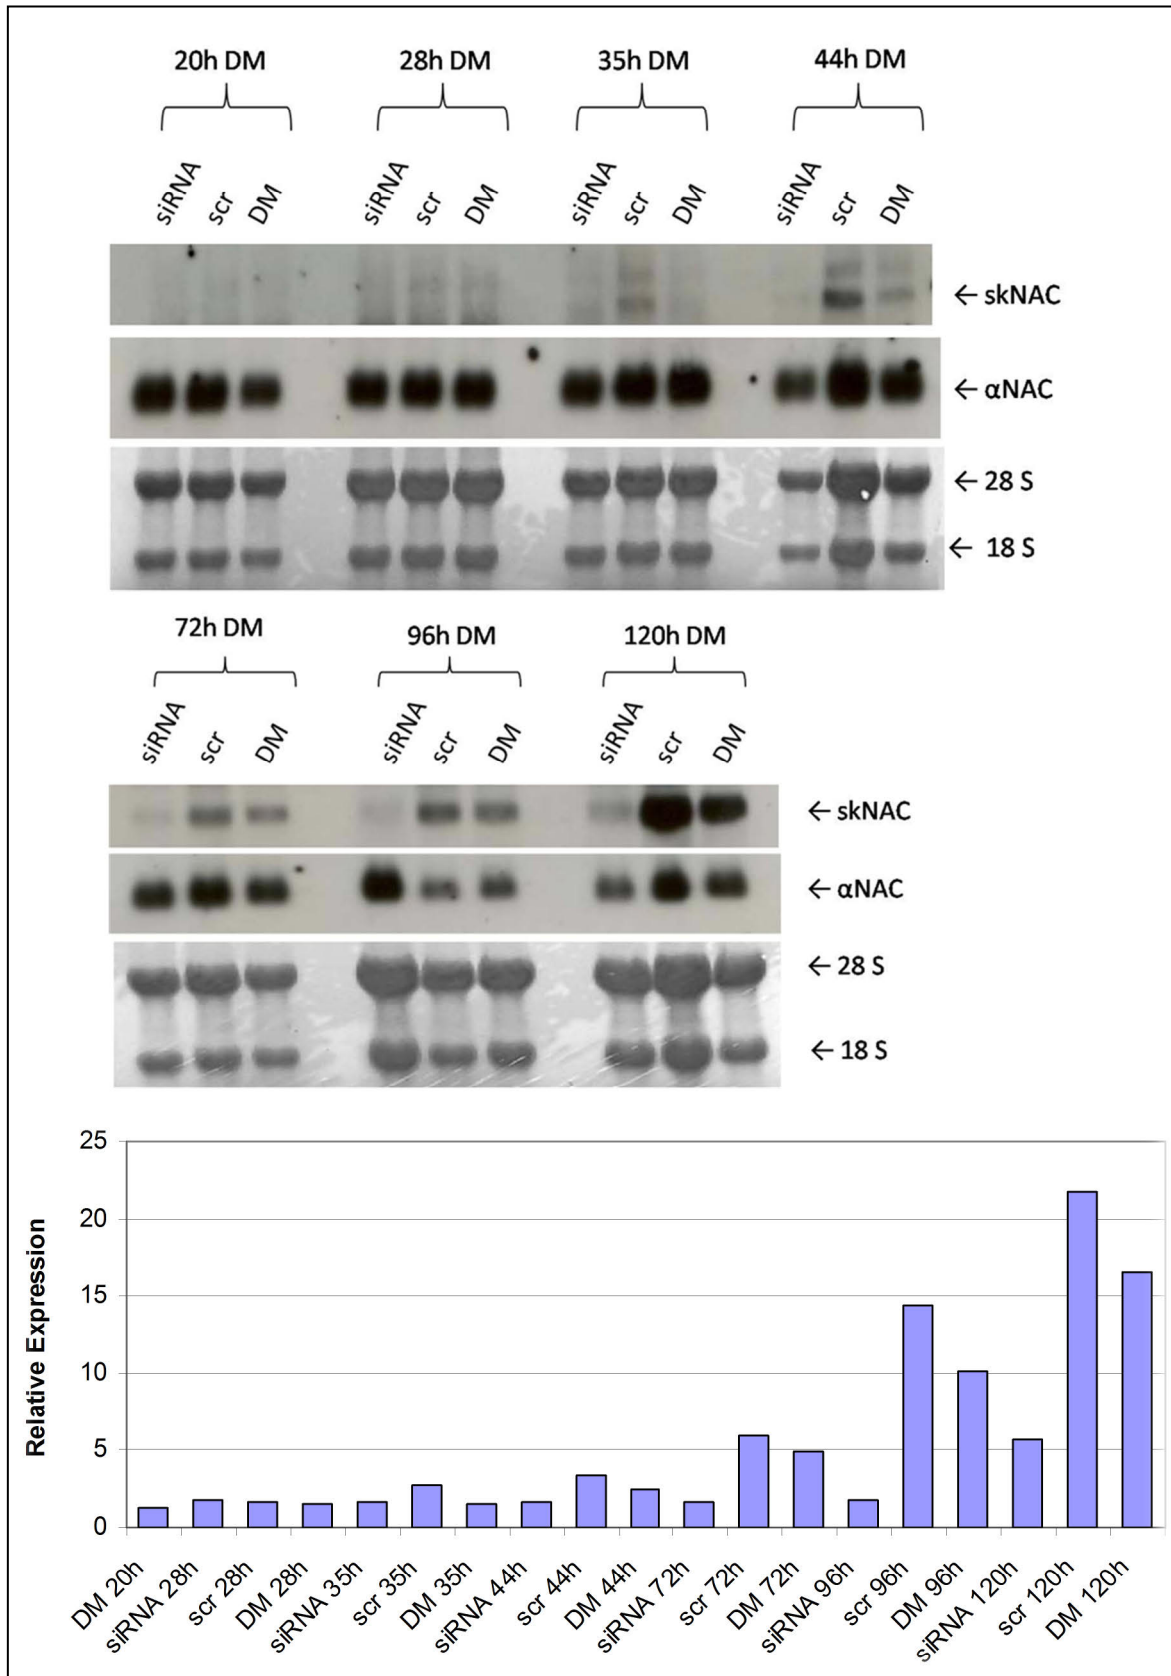 20h DM 28h DM 35h DM 44h DM
siRNA scr DM siRNA scr DM siRNA scr DM siRNA scr DM
← skNAC
← αNAC
← 28 S
← 18 S
72h DM 96h DM 120h DM
siRNA scr DM siRNA scr DM siRNA scr DM
← skNAC
← αNAC
← 28 S
← 18 S
25
20
15
10
5
0
Relative Expression
DM 20h siRNA 28h scr 28h DM 28h siRNA 35h scr 35h DM 35h siRNA 44h scr 44h DM 44h siRNA 72h scr 72h DM 72h siRNA 96h scr 96h DM 96h siRNA 120h scr 120h DM 120h